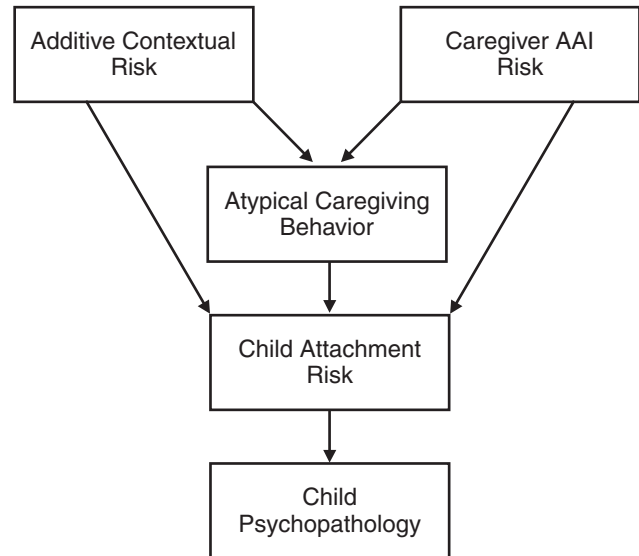 Additive Contextual
Risk
Caregiver AAI
Risk
Atypical Caregiving
Behavior
Child Attachment
Risk
Child
Psychopathology